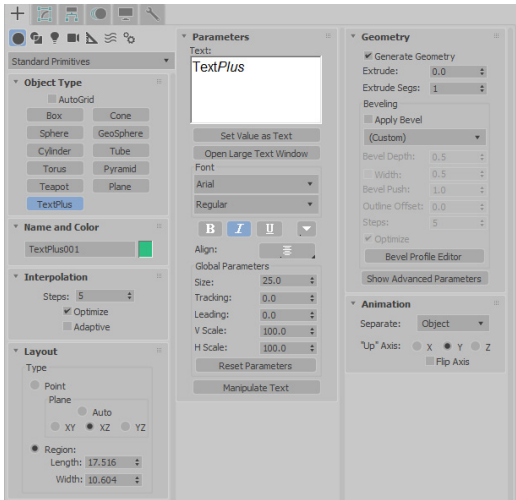 Standard Primitives
Object Type
AutoGrid
Box Cone
Sphere GeoSphere
Cylinder Tube
Torus Pyramid
Teapot Plane
TextPlus
Name and Color
TextPlus001
Interpolation
Steps: 5
Optimize
Adaptive
Layout
Type
Point
Plane
Auto
XY XZ YZ
Region:
Length: 17.516
Width: 10.604
Parameters
Text:
TextPlus
Set Value as Text
Open Large Text Window
Font
Arial
Regular
B I U
Align:
Global Parameters
Size: 25.0
Tracking: 0.0
Leading: 0.0
V Scale: 100.0
H Scale: 100.0
Reset Parameters
Manipulate Text
Geometry
Generate Geometry
Extrude: 0.0
Extrude Segs: 1
Beveling
Apply Bevel
(Custom)
Bevel Depth: 0.5
Width: 0.5
Bevel Push: 1.0
Outline Offset: 0.0
Steps: 5
Optimize
Bevel Profile Editor
Show Advanced Parameters
Animation
Separate: Object
"Up" Axis: X Y Z
Flip Axis